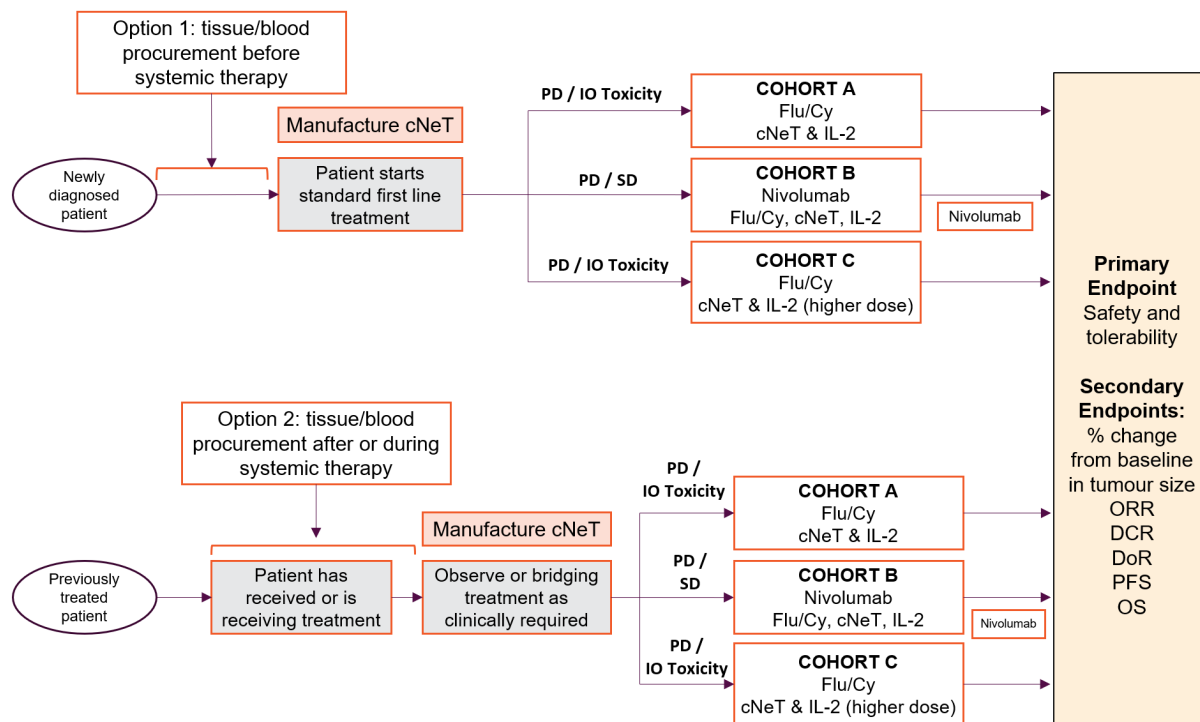 Option 1: tissue/blood
procurement before
systemic therapy
Manufacture cNeT
Newly
diagnosed
patient
Patient starts
standard first line
treatment
PD / IO Toxicity
COHORT A
Flu/Cy
cNeT & IL-2
PD / SD
COHORT B
Nivolumab
Flu/Cy, cNeT, IL-2
Nivolumab
PD / IO Toxicity
COHORT C
Flu/Cy
cNeT & IL-2 (higher dose)
Option 2: tissue/blood
procurement after or during
systemic therapy
Manufacture cNeT
Previously
treated
patient
Patient has
received or is
receiving treatment
Observe or bridging
treatment as
clinically required
PD /
IO Toxicity
COHORT A
Flu/Cy
cNeT & IL-2
PD /
SD
COHORT B
Nivolumab
Flu/Cy, cNeT, IL-2
Nivolumab
PD /
IO Toxicity
COHORT C
Flu/Cy
cNeT & IL-2 (higher dose)
Primary
Endpoint
Safety and
tolerability
Secondary
Endpoints:
% change
from baseline
in tumour size
ORR
DCR
DoR
PFS
OS